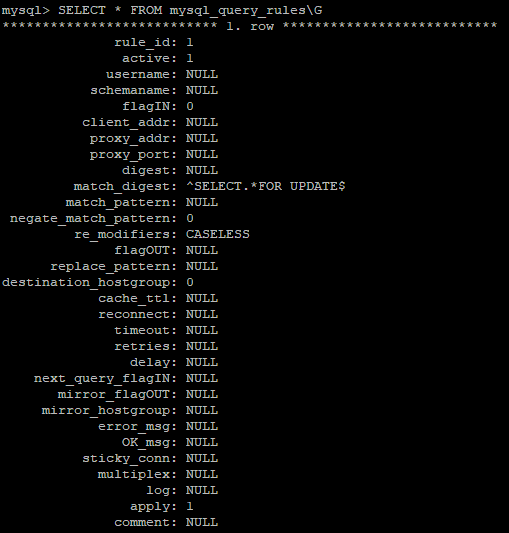 mysql> SELECT * FROM mysql_query_rules\G
*************************** 1. row ***************************
rule_id: 1
active: 1
username: NULL
schemaname: NULL
flagIN: 0
client_addr: NULL
proxy_addr: NULL
proxy_port: NULL
digest: NULL
match_digest: ^SELECT.*FOR UPDATE$
match_pattern: NULL
negate_match_pattern: 0
re_modifiers: CASELESS
flagOUT: NULL
replace_pattern: NULL
destination_hostgroup: 0
cache_ttl: NULL
reconnect: NULL
timeout: NULL
retries: NULL
delay: NULL
next_query_flagIN: NULL
mirror_flagOUT: NULL
mirror_hostgroup: NULL
error_msg: NULL
OK_msg: NULL
sticky_conn: NULL
multiplex: NULL
log: NULL
apply: 1
comment: NULL